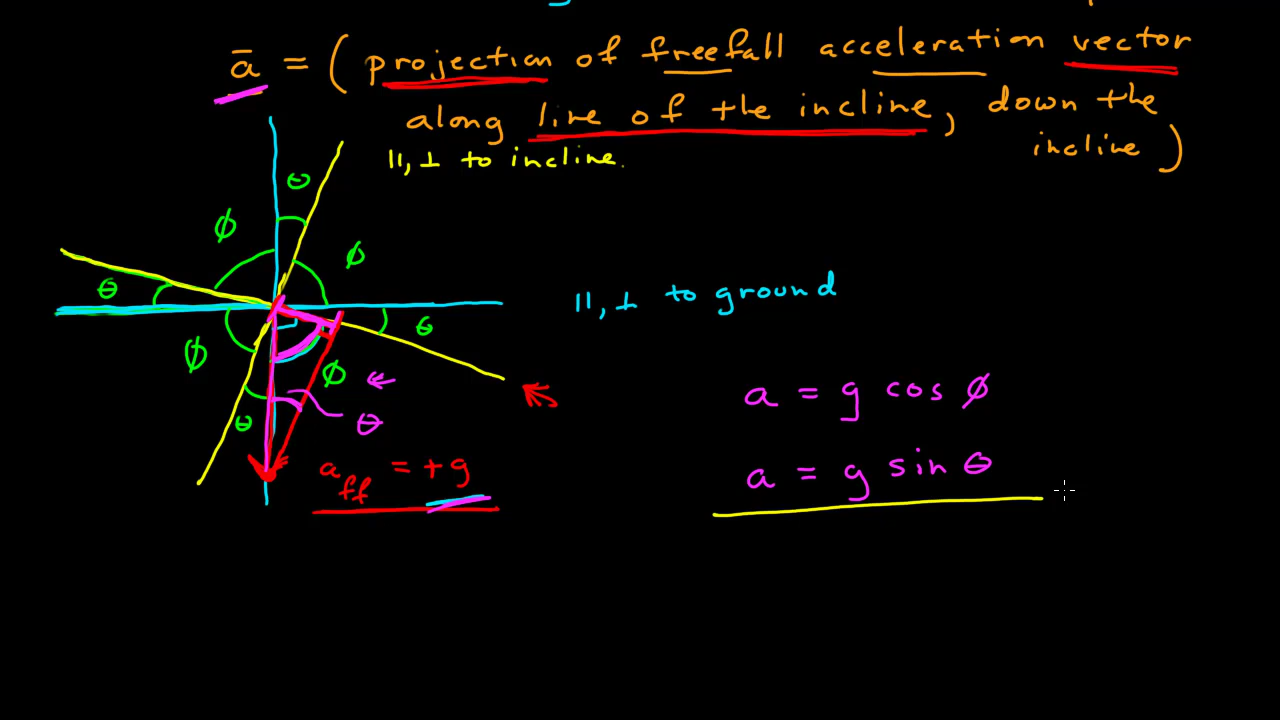 ā = ( projection of freefall acceleration vector
along line of the incline, down the
incline )
||, ⊥ to incline.
θ
ϕ
ϕ
θ
||, ⊥ to ground
θ
ϕ
ϕ
θ
θ
a = g cos ϕ
a = g sin θ
a_ff = +g